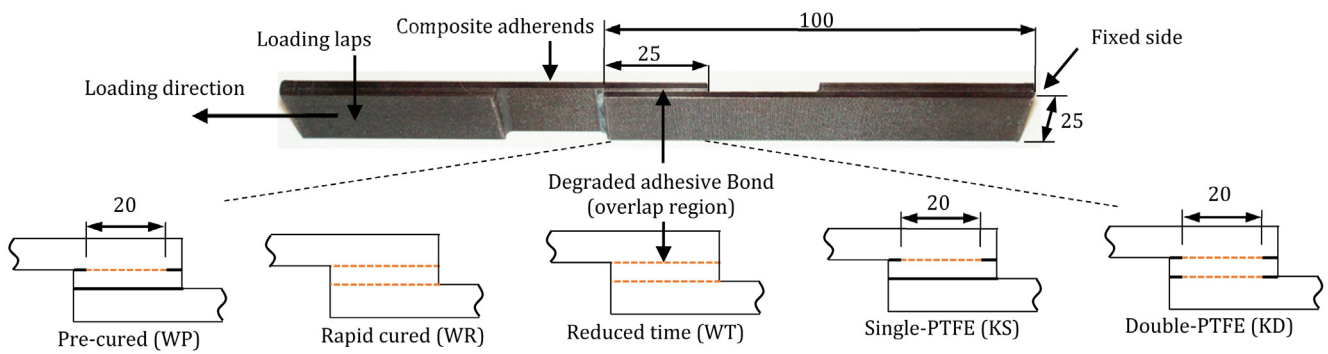 Composite adherends
100
Loading laps
25
Fixed side
Loading direction
25
Degraded adhesive Bond
(overlap region)
20
20
20
Pre-cured (WP)
Rapid cured (WR)
Reduced time (WT)
Single-PTFE (KS)
Double-PTFE (KD)